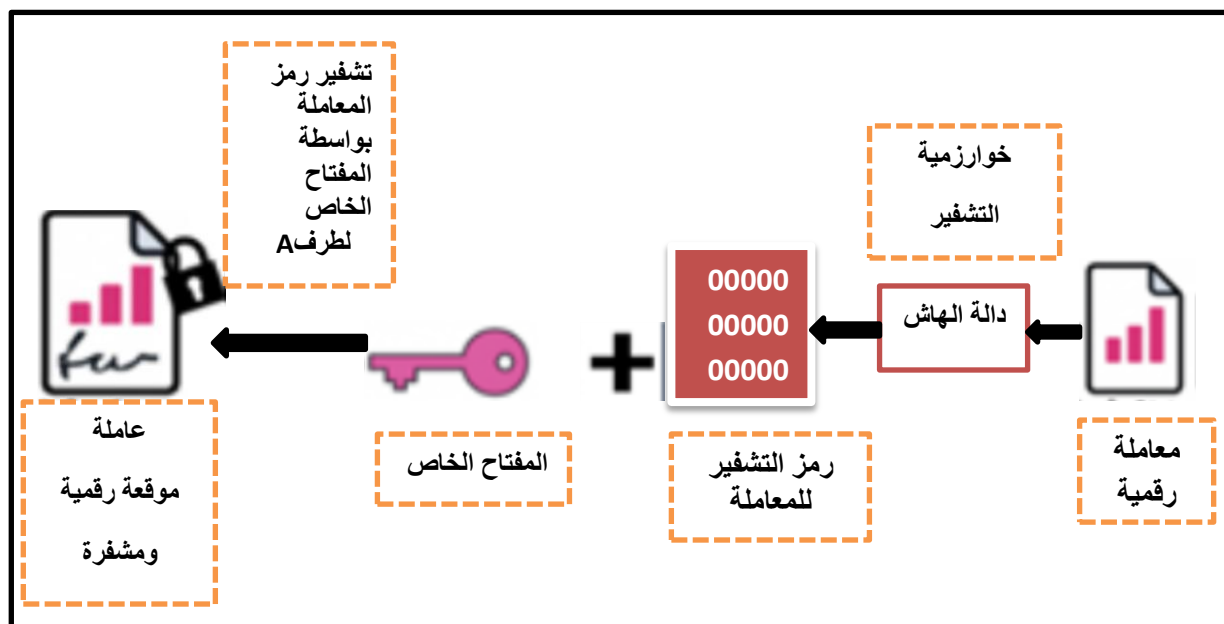 خوارزمية
التشفير
معاملة
رقمية
دالة الهاش
00000
00000
00000
رمز التشفير
للمعاملة
المفتاح الخاص
تشفير رمز
المعاملة
بواسطة
المفتاح
الخاص
لطرفA
عاملة
موقعة رقمية
ومشفرة